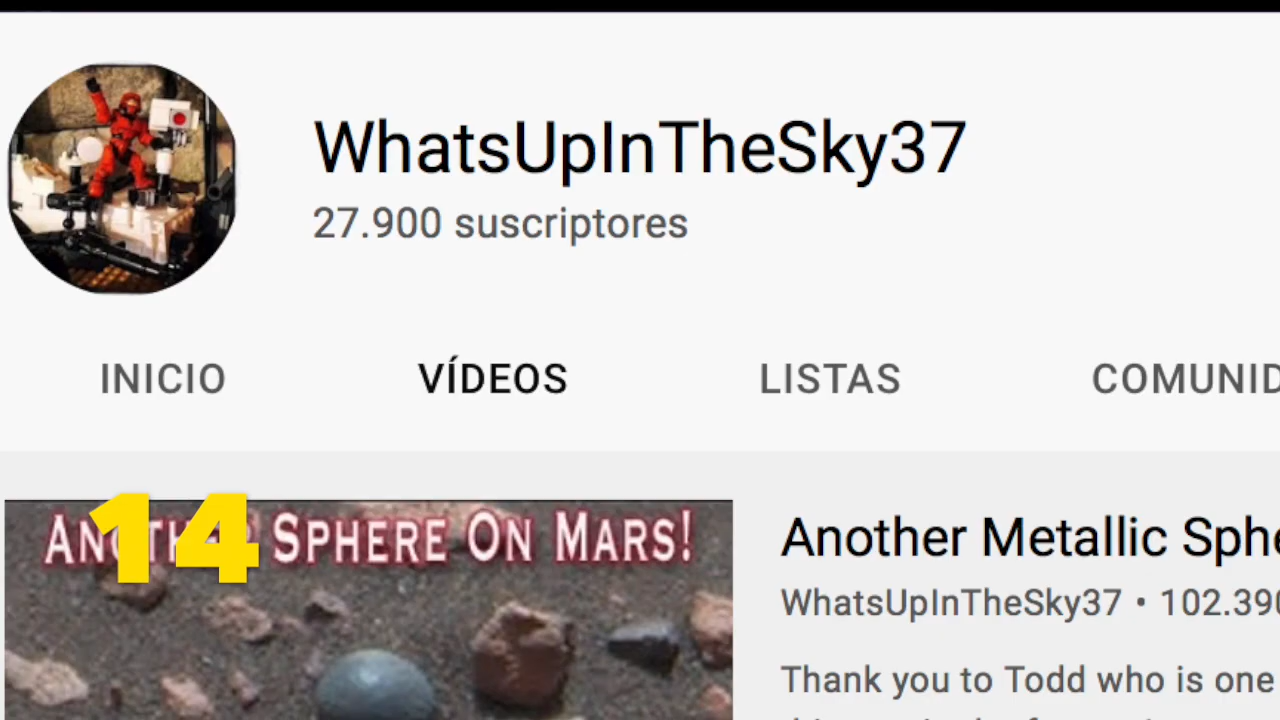 WhatsUpInTheSky37
27.900 suscriptores
INICIO VÍDEOS LISTAS COMUNID
14
ANOTHER SPHERE ON MARS!
Another Metallic Sphe
WhatsUpInTheSky37 • 102.390
Thank you to Todd who is one